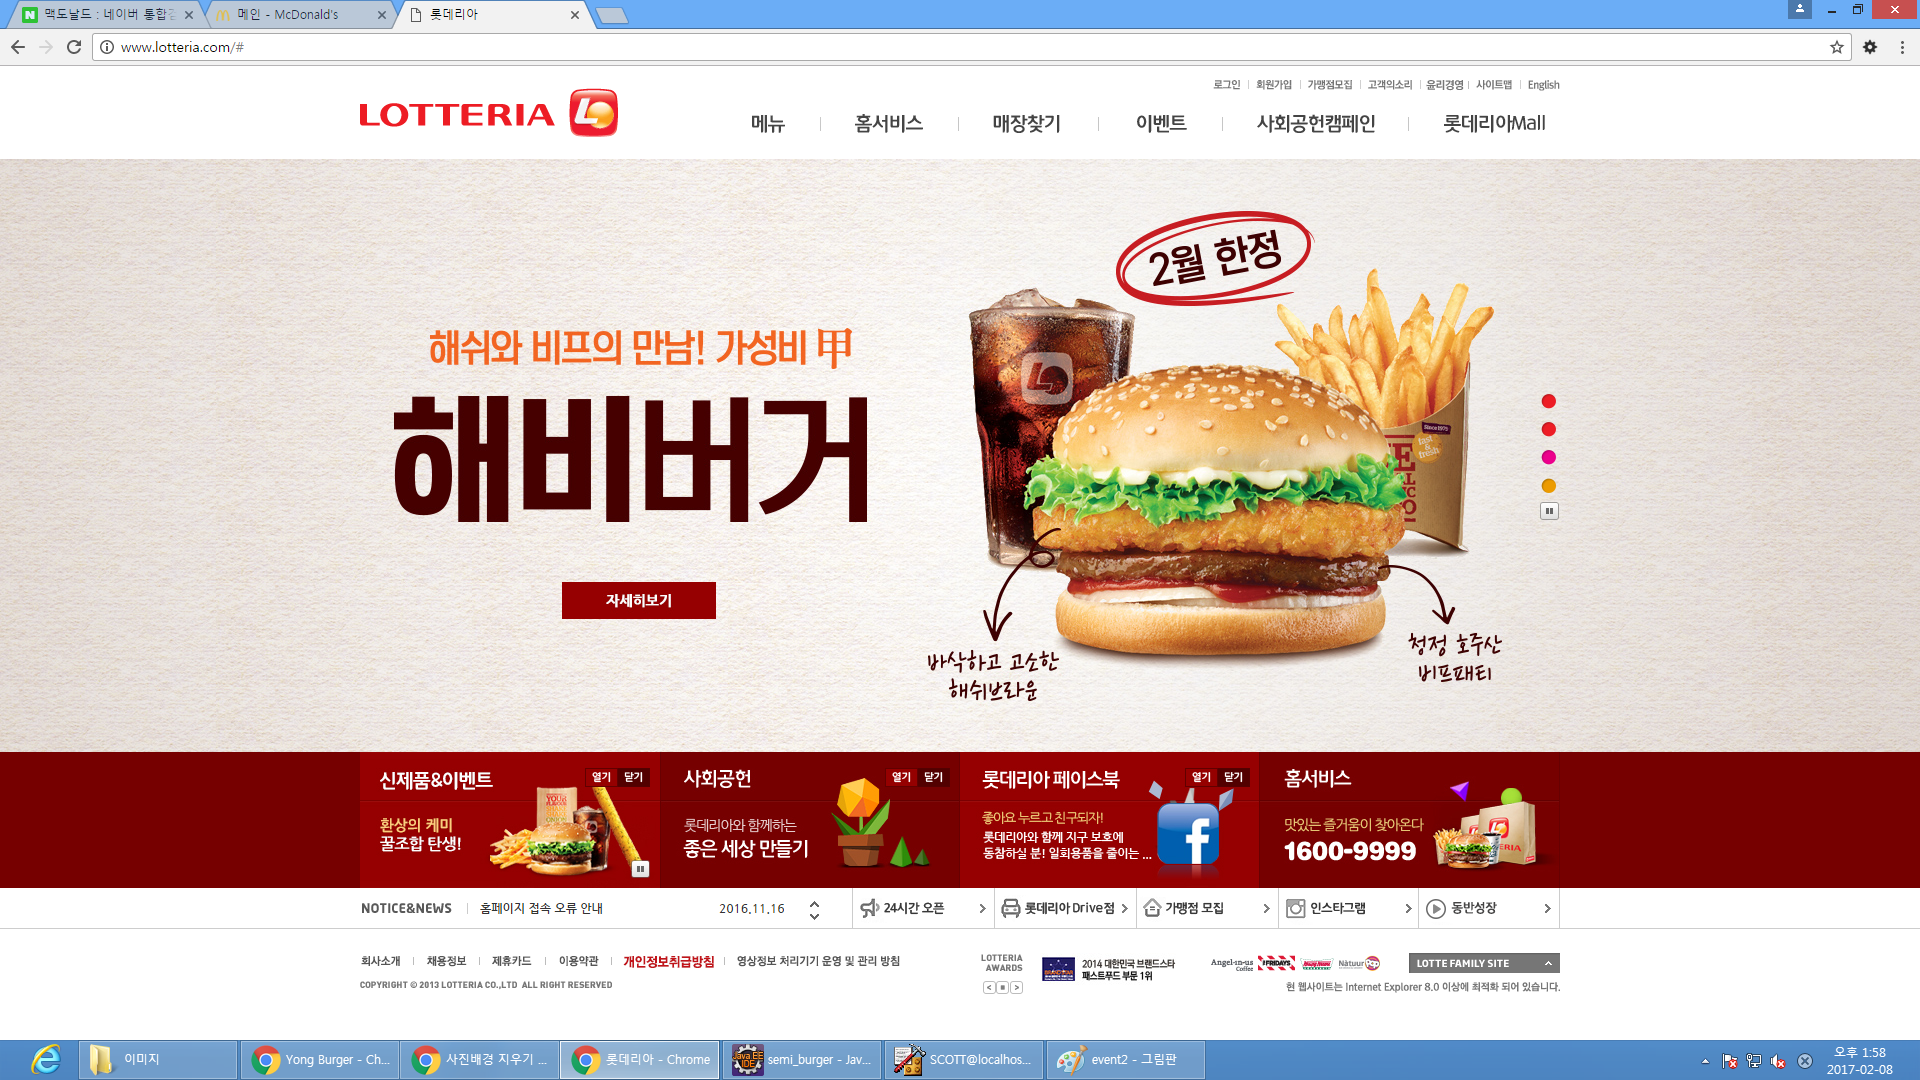 맥도날드 : 네이버 통합검
메인 - McDonald's
롯데리아
www.lotteria.com/#
로그인
회원가입
가맹점모집
고객의소리
윤리경영
사이트맵
English
LOTTERIA
메뉴
홈서비스
매장찾기
이벤트
사회공헌캠페인
롯데리아Mall
2월 한정
해쉬와 비프의 만남! 가성비 甲
해비버거
자세히보기
Since 1979
fast & fresh
바삭하고 고소한
해쉬브라운
청정 호주산
비프패티
신제품&이벤트
열기 닫기
환상의 케미
꿀조합 탄생!
사회공헌
열기 닫기
롯데리아와 함께하는
좋은 세상 만들기
롯데리아 페이스북
열기 닫기
좋아요 누르고 친구되자!
롯데리아와 함께 지구 보호에
동참하실 분! 일회용품을 줄이는 ...
홈서비스
맛있는 즐거움이 찾아온다
1600-9999
NOTICE&NEWS
홈페이지 접속 오류 안내
2016.11.16
24시간 오픈
롯데리아 Drive점
가맹점 모집
인스타그램
동반성장
회사소개
채용정보
제휴카드
이용약관
개인정보취급방침
영상정보 처리기기 운영 및 관리 방침
COPYRIGHT © 2013 LOTTERIA CO.,LTD ALL RIGHT RESERVED
LOTTERIA
AWARDS
2014 대한민국 브랜드스타
패스트푸드 부문 1위
Angel-in-us
Coffee
FRIDAYS
Natuur
LOTTE FAMILY SITE
현 웹사이트는 Internet Explorer 8.0 이상에 최적화 되어 있습니다.
이미지
Yong Burger - Ch...
사진배경 지우기 ...
롯데리아 - Chrome
semi_burger - Jav...
SCOTT@localhos...
event2 - 그림판
오후 1:58
2017-02-08